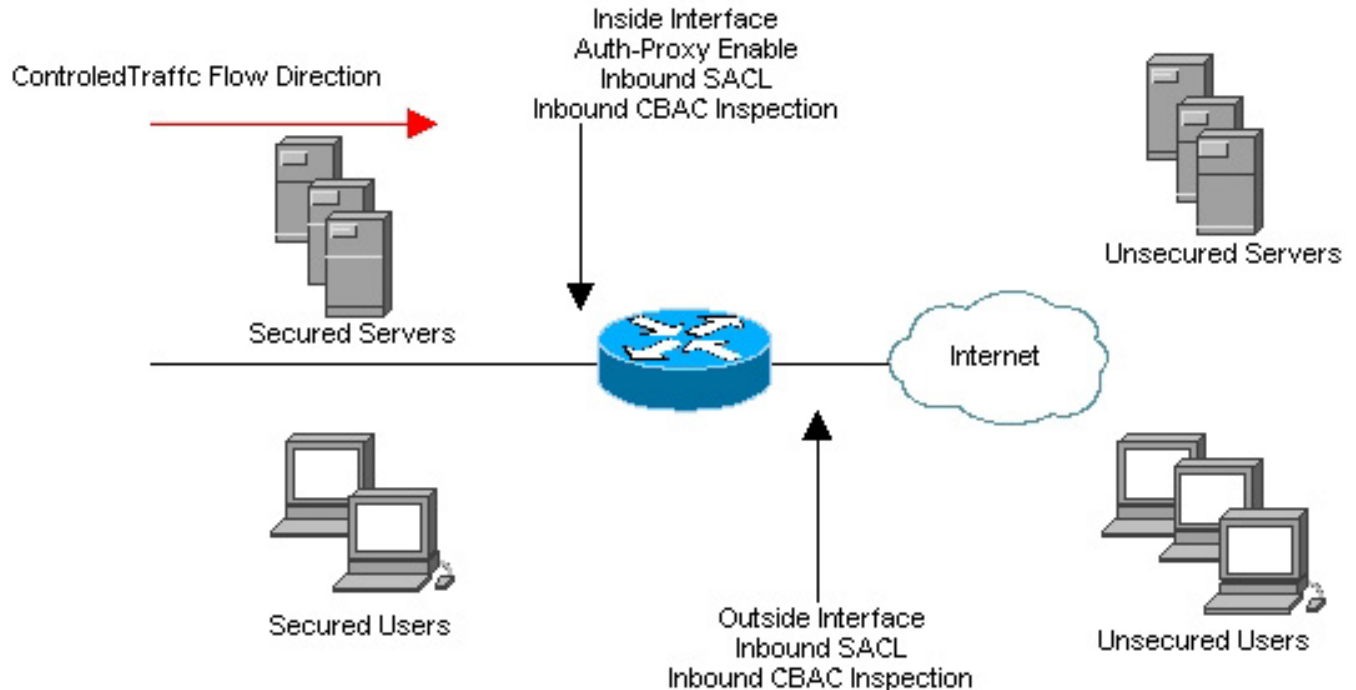 Inside Interface
Auth-Proxy Enable
Inbound SACL
Inbound CBAC Inspection
ControledTraffc Flow Direction
Unsecured Servers
Secured Servers
Internet
Secured Users
Unsecured Users
Outside Interface
Inbound SACL
Inbound CBAC Inspection